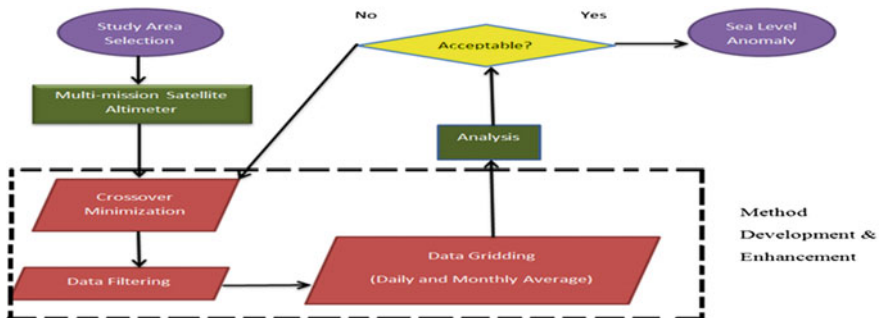 No
Yes
Study Area
Selection
Acceptable?
Sea Level
Anomaly
Multi-mission Satellite
Altimeter
Analysis
Crossover
Minimization
Method
Development &
Enhancement
Data Filtering
Data Gridding
(Daily and Monthly Average)